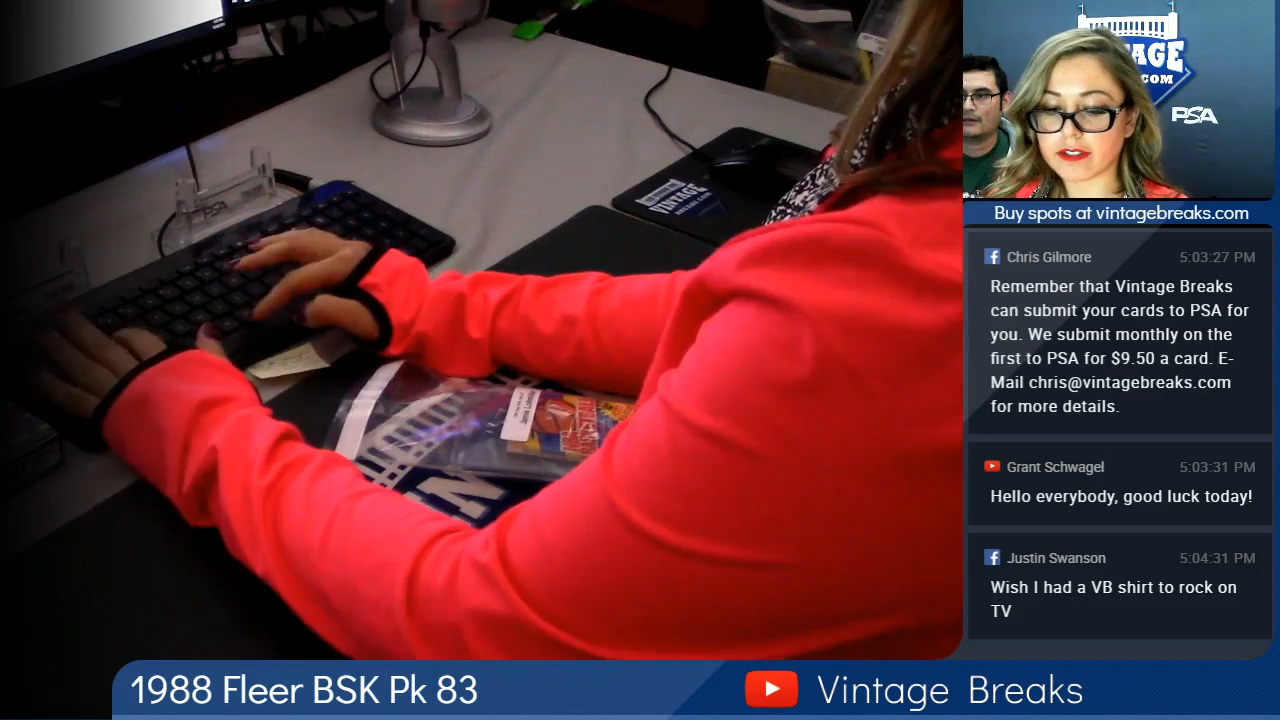 AGE
.COM
PSA
Buy spots at vintagebreaks.com
Chris Gilmore 5:03:27 PM
Remember that Vintage Breaks
can submit your cards to PSA for
you. We submit monthly on the
first to PSA for $9.50 a card. E-
Mail chris@vintagebreaks.com
for more details.
Grant Schwagel 5:03:31 PM
Hello everybody, good luck today!
Justin Swanson 5:04:31 PM
Wish I had a VB shirt to rock on
TV
VINTAGE
PSA
1988 Fleer BSK Pk 83
Vintage Breaks